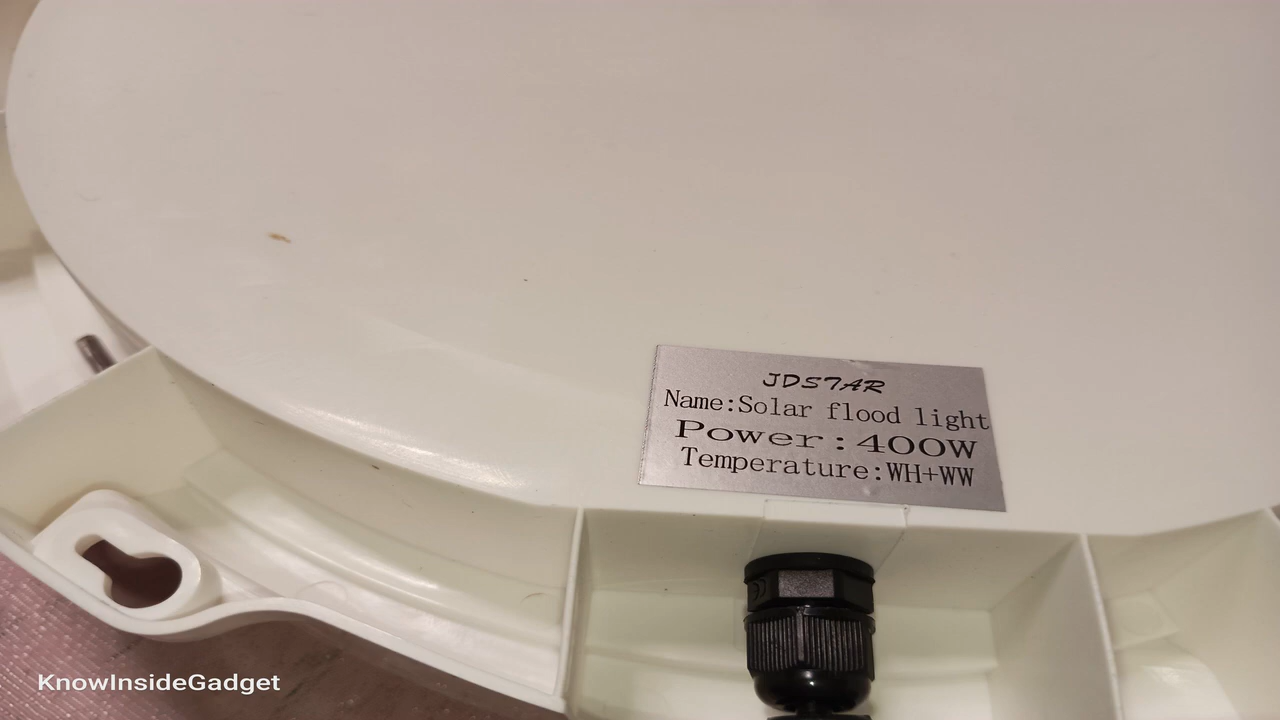 JDSTAR
Name:Solar flood light
Power:400W
Temperature:WH+WW
KnowInsideGadget